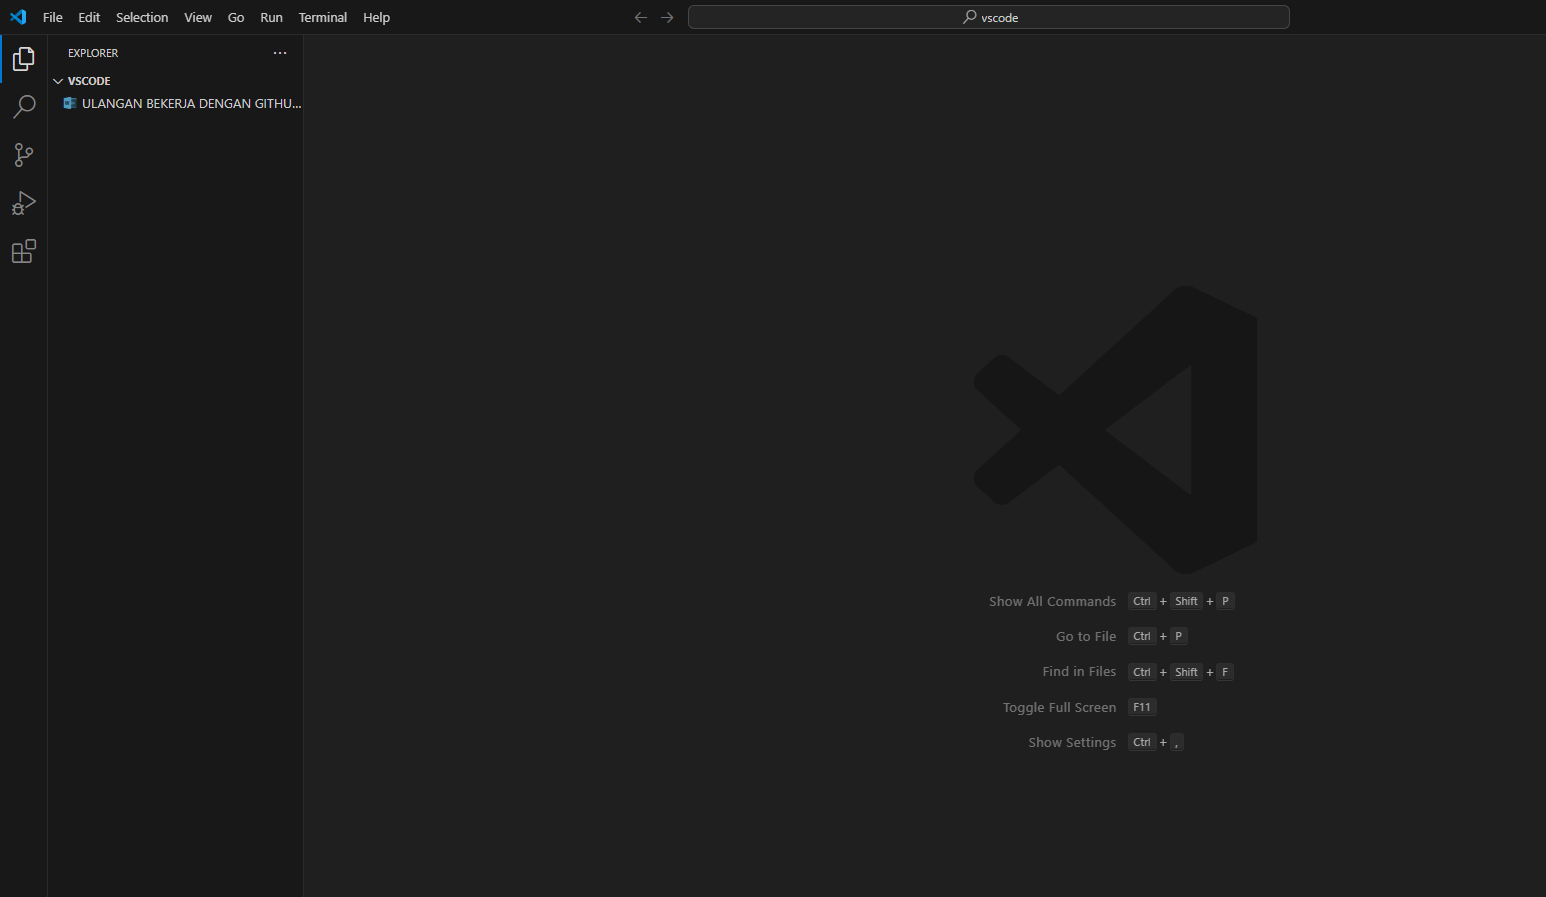 File Edit Selection View Go Run Terminal Help
vscode
EXPLORER
VSCODE
ULANGAN BEKERJA DENGAN GITHU...
Show All Commands Ctrl + Shift + P
Go to File Ctrl + P
Find in Files Ctrl + Shift + F
Toggle Full Screen F11
Show Settings Ctrl + ,